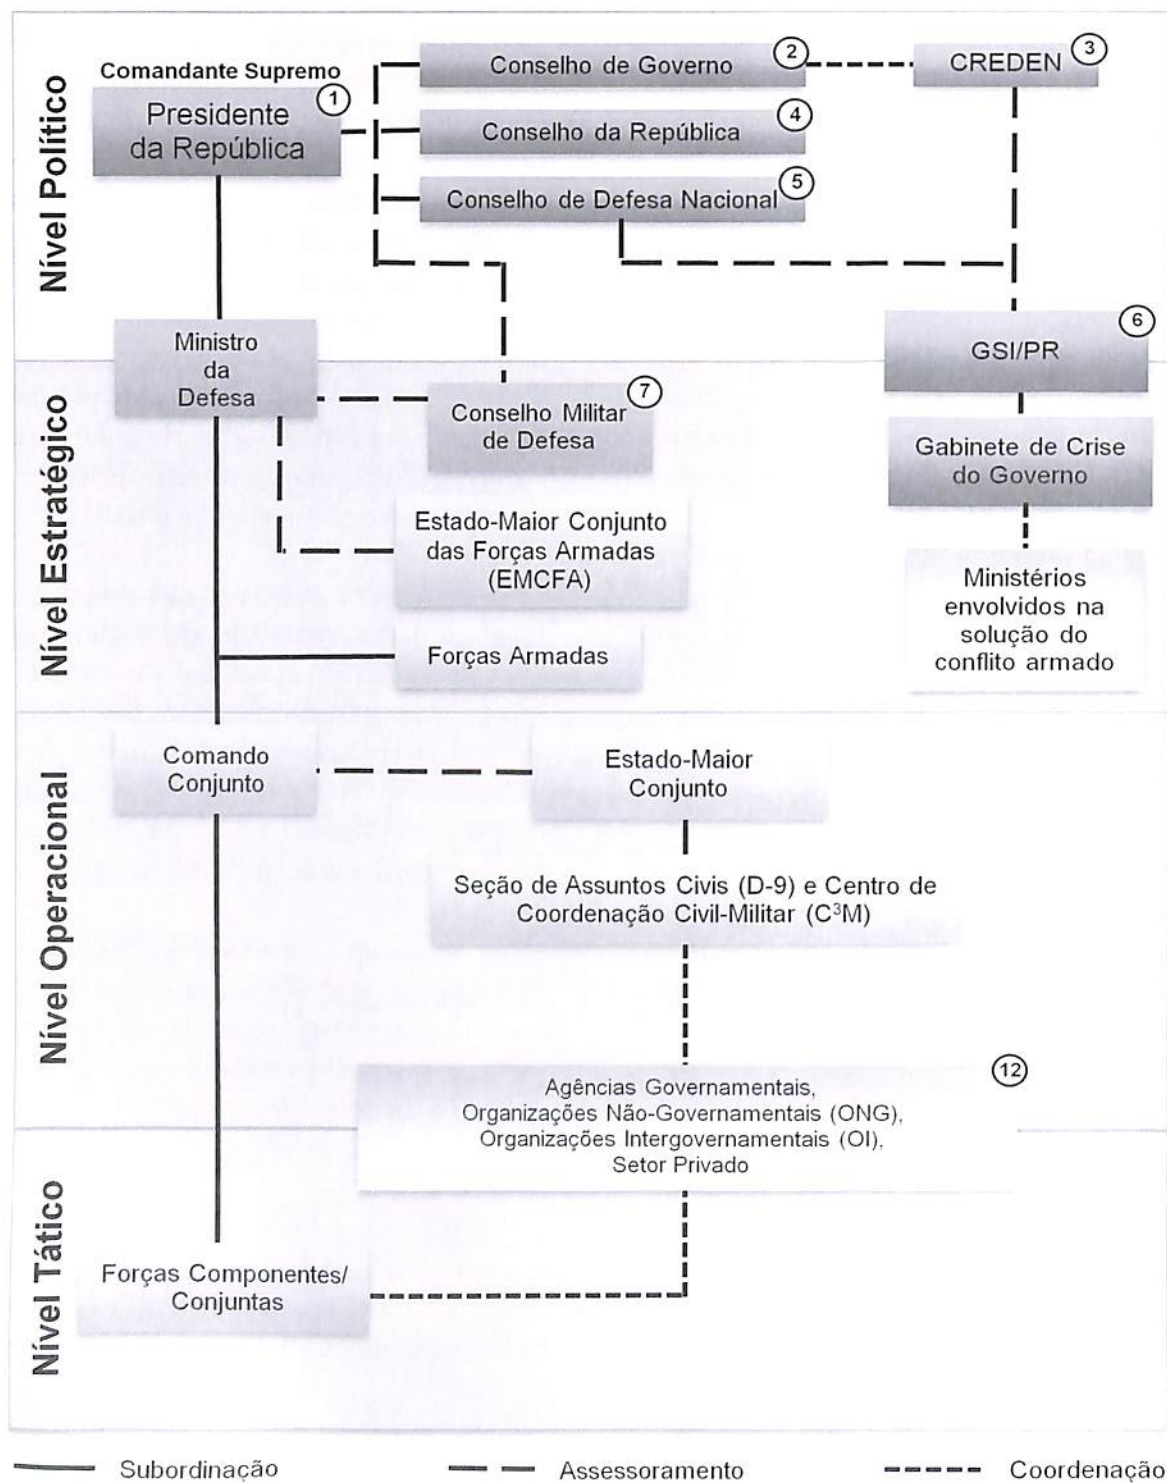 Nível Político
Comandante Supremo
1
Presidente
da República
2
Conselho de Governo
3
CREDEN
4
Conselho da República
5
Conselho de Defesa Nacional
Ministro
da
Defesa
6
GSI/PR
Nível Estratégico
7
Conselho Militar
de Defesa
Gabinete de Crise
do Governo
Estado-Maior Conjunto
das Forças Armadas
(EMCFA)
Ministérios
envolvidos na
solução do
conflito armado
Forças Armadas
Nível Operacional
Comando
Conjunto
Estado-Maior
Conjunto
Seção de Assuntos Civis (D-9) e Centro de
Coordenação Civil-Militar (C³M)
12
Agências Governamentais,
Organizações Não-Governamentais (ONG),
Organizações Intergovernamentais (OI),
Setor Privado
Nível Tático
Forças Componentes/
Conjuntas
Subordinação
Assessoramento
Coordenação